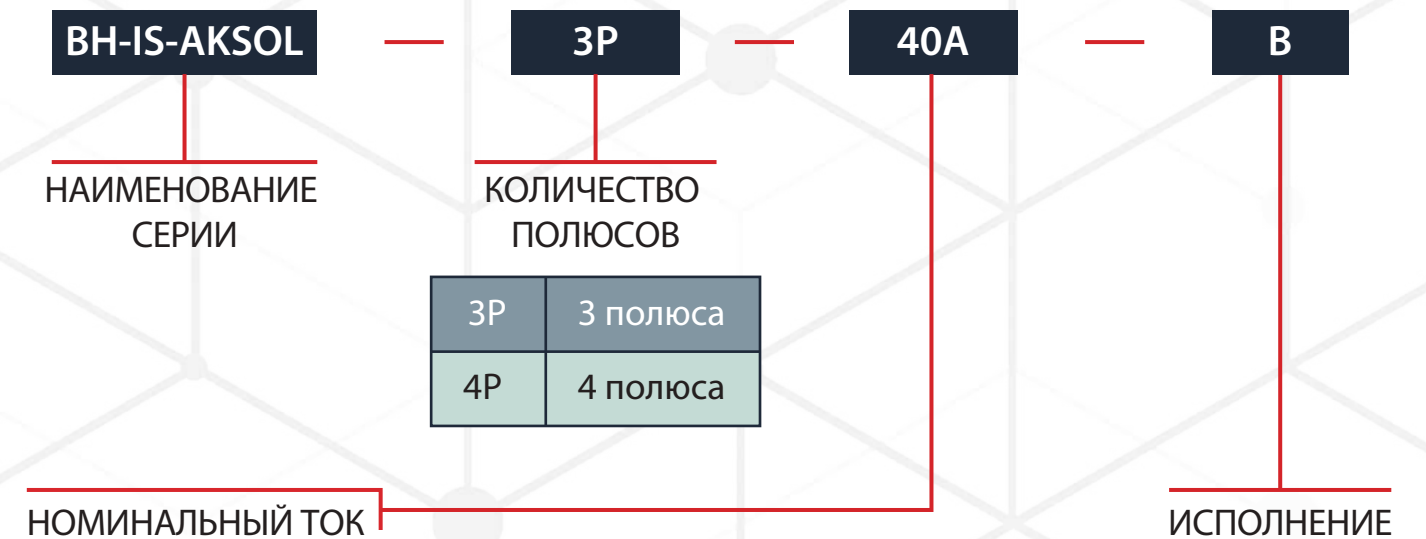 BH-IS-AKSOL — 3P — 40A — B
НАИМЕНОВАНИЕ
СЕРИИ
КОЛИЧЕСТВО
ПОЛЮСОВ
3P 3 полюса
4P 4 полюса
НОМИНАЛЬНЫЙ ТОК
ИСПОЛНЕНИЕ